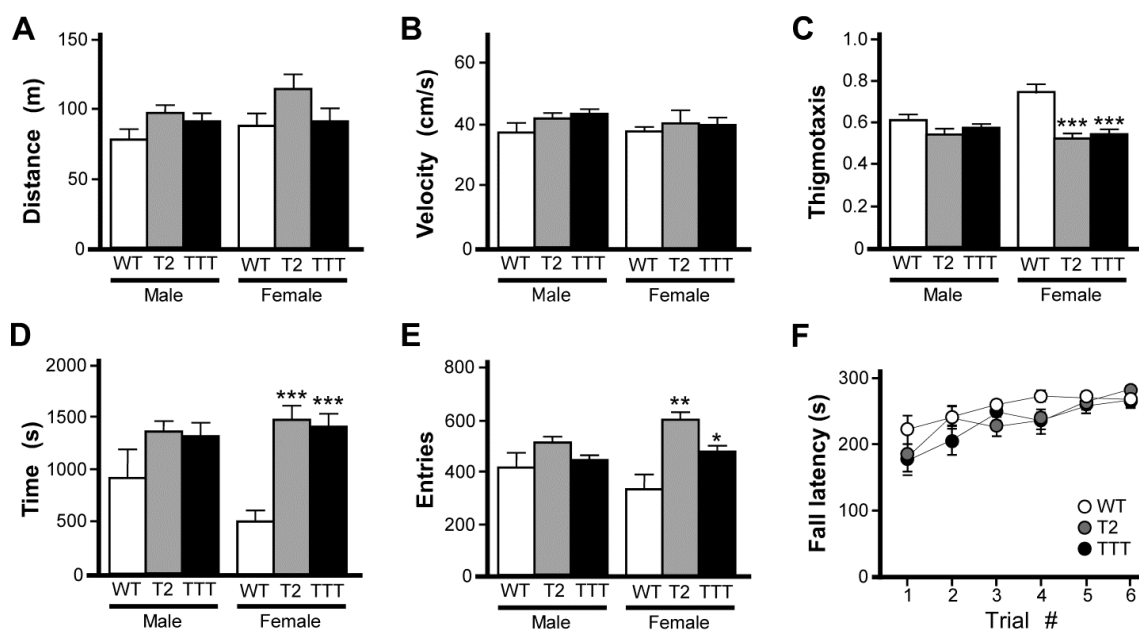 A
Distance (m)
150
100
50
0
WT T2 TTT WT T2 TTT
Male Female
B
Velocity (cm/s)
60
40
20
0
WT T2 TTT WT T2 TTT
Male Female
C
Thigmotaxis
1.0
0.8
0.6
0.4
0.2
0
*** ***
WT T2 TTT WT T2 TTT
Male Female
D
Time (s)
2000
1500
1000
500
0
*** ***
WT T2 TTT WT T2 TTT
Male Female
E
Entries
800
600
400
200
0
** *
WT T2 TTT WT T2 TTT
Male Female
F
Fall latency (s)
300
200
100
0
WT
T2
TTT
1 2 3 4 5 6
Trial #